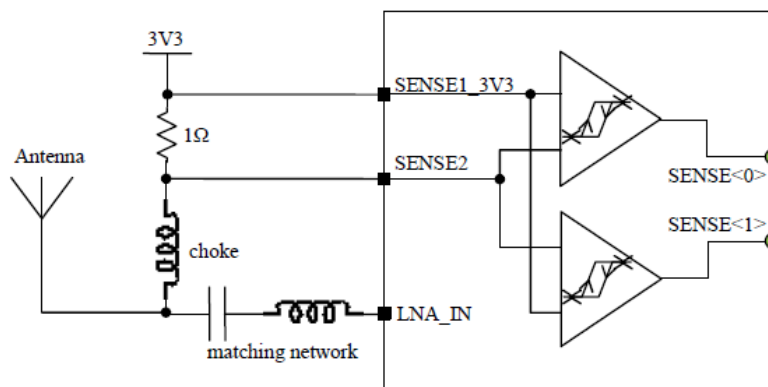 3V3
SENSE1_3V3
1Ω
Antenna
SENSE2
SENSE<0>
SENSE<1>
choke
LNA_IN
matching network